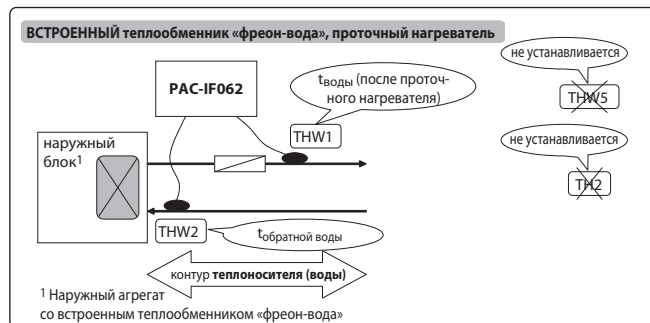 ВСТРОЕННЫЙ теплообменник «фреон-вода», проточный нагреватель
не устанавливается
THW5
PAC-IF062
tводы (после проточ-
ного нагревателя)
THW1
наружный
блок1
не устанавливается
TH2
THW2
tобратной воды
контур теплоносителя (воды)
1 Наружный агрегат
со встроенным теплообменником «фреон-вода»